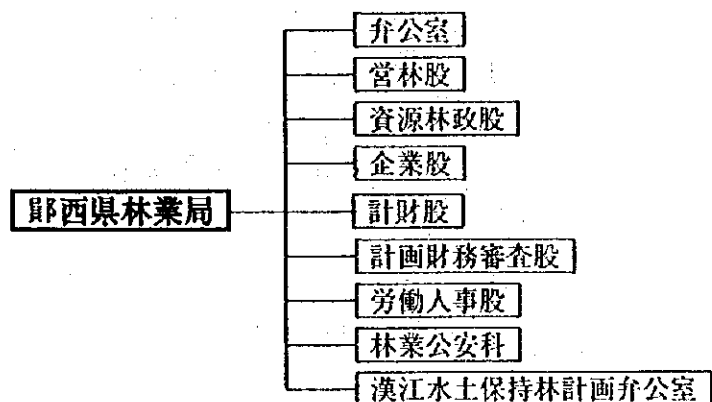 弁公室
営林股
資源林政股
企業股
鄖西県林業局
計財股
計画財務審査股
労働人事股
林業公安科
漢江水土保持林計画弁公室